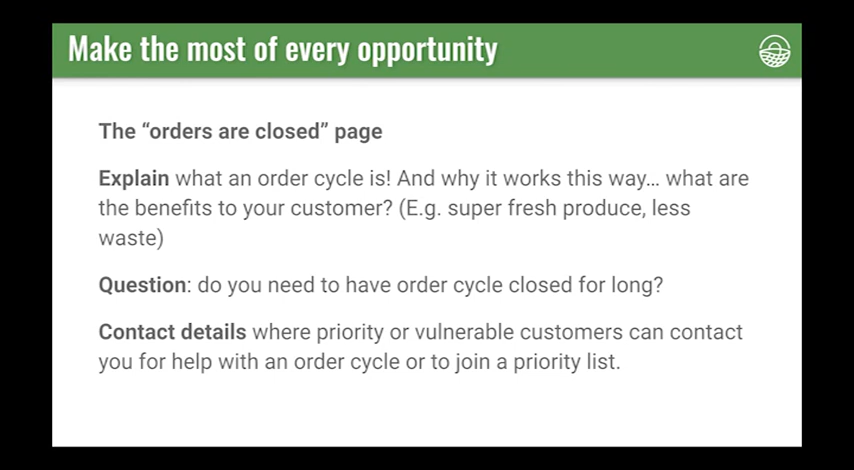 Make the most of every opportunity
The “orders are closed” page
Explain what an order cycle is! And why it works this way... what are
the benefits to your customer? (E.g. super fresh produce, less
waste)
Question: do you need to have order cycle closed for long?
Contact details where priority or vulnerable customers can contact
you for help with an order cycle or to join a priority list.